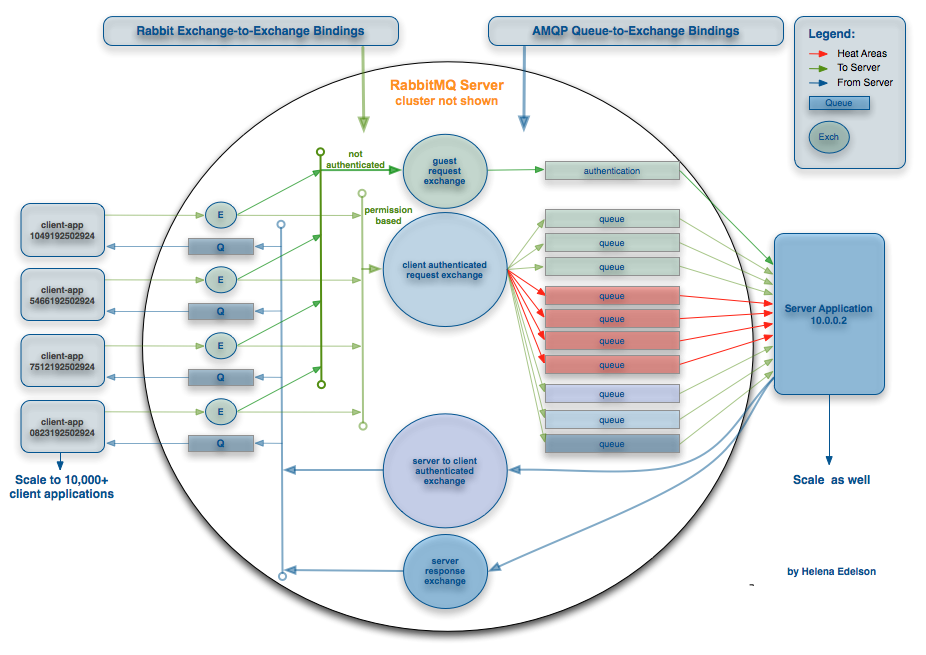 Rabbit Exchange-to-Exchange Bindings
AMQP Queue-to-Exchange Bindings
Legend:
Heat Areas
To Server
From Server
Queue
Exch
RabbitMQ Server
cluster not shown
not
authenticated
guest
request
exchange
authentication
permission
based
client authenticated
request exchange
queue
queue
queue
queue
queue
queue
queue
queue
queue
queue
client-app
1049192502924
E
Q
client-app
5466192502924
E
Q
client-app
7512192502924
E
Q
client-app
0823192502924
E
Q
Scale to 10,000+
client applications
server to client
authenticated
exchange
server
response
exchange
Server Application
10.0.0.2
Scale as well
by Helena Edelson